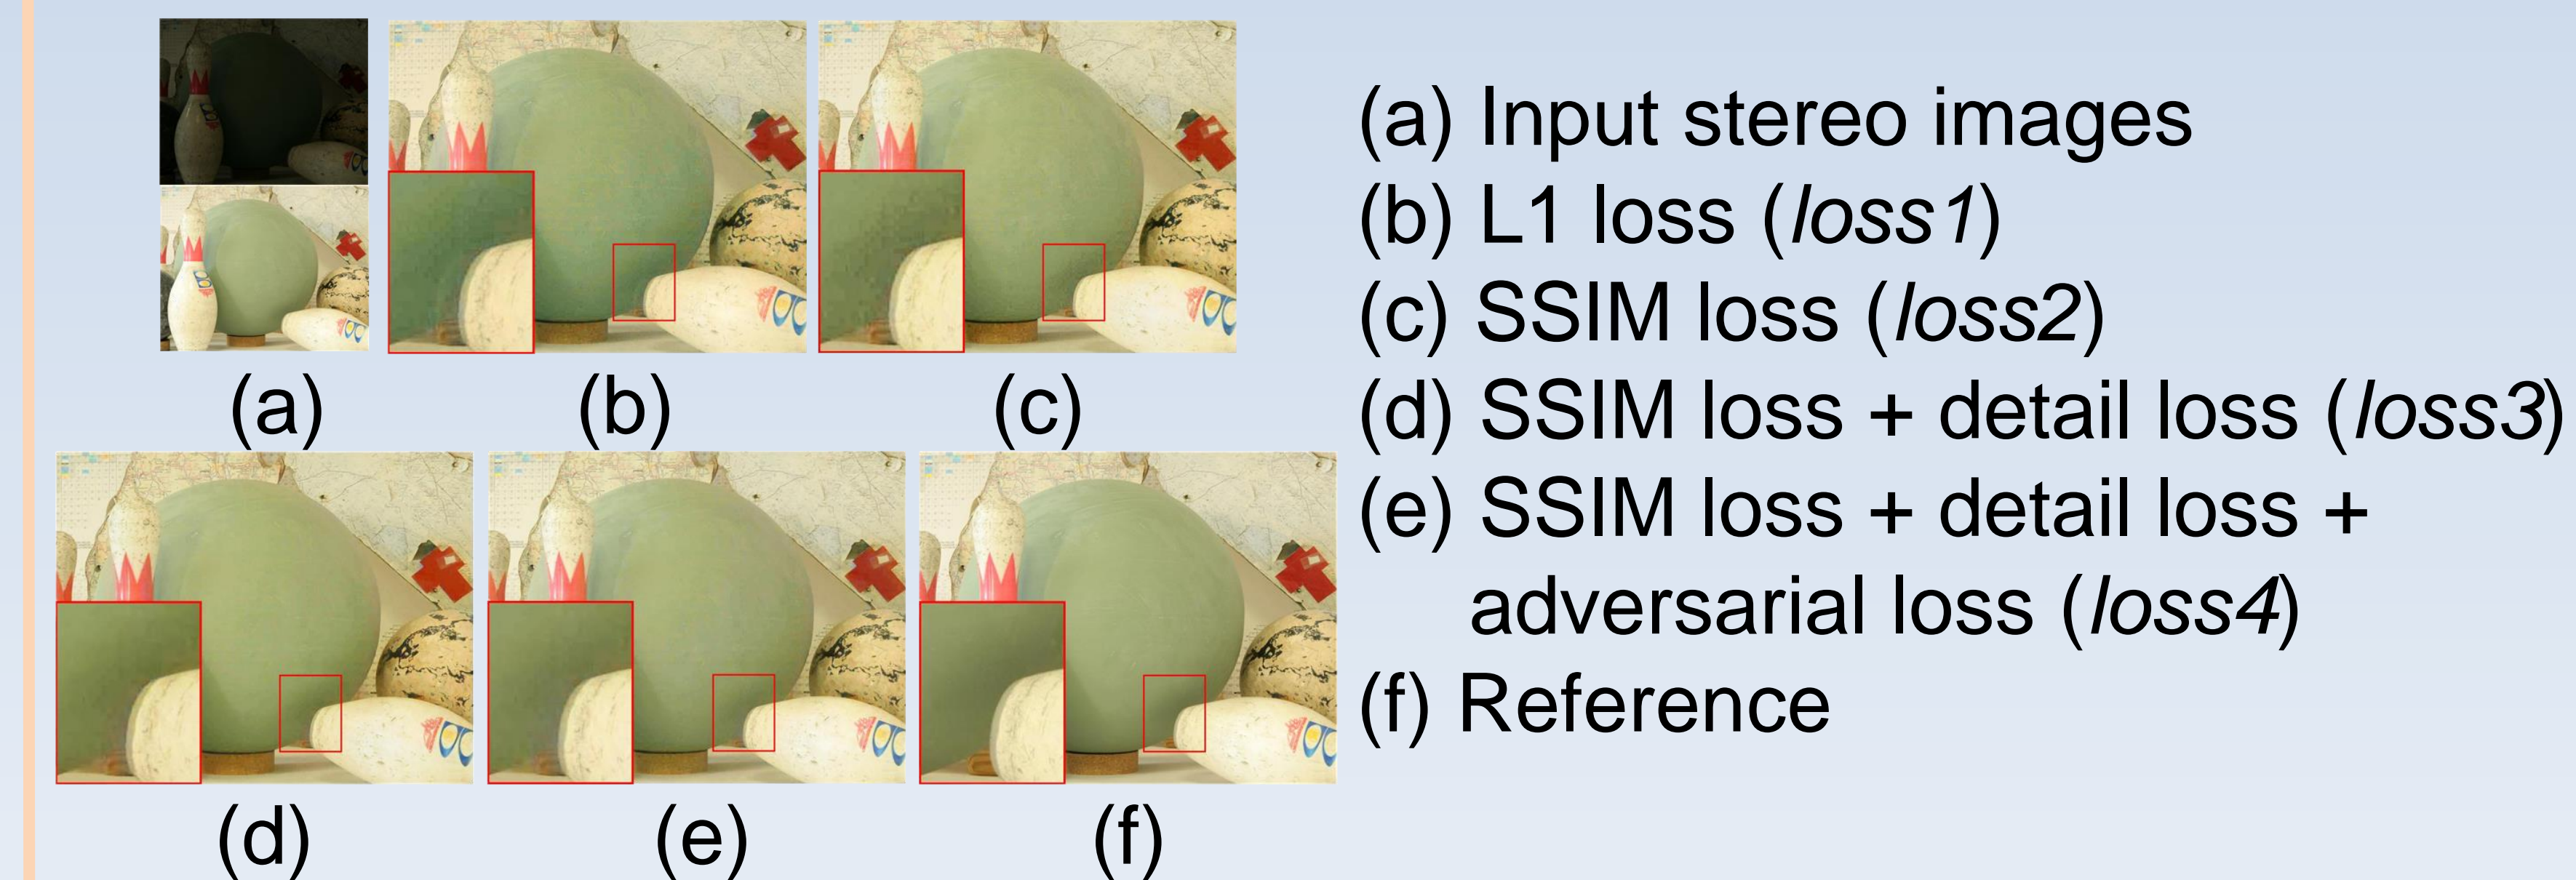 (a) (b) (c)
(d) (e) (f)
(a) Input stereo images
(b) L1 loss (loss1)
(c) SSIM loss (loss2)
(d) SSIM loss + detail loss (loss3)
(e) SSIM loss + detail loss +
adversarial loss (loss4)
(f) Reference